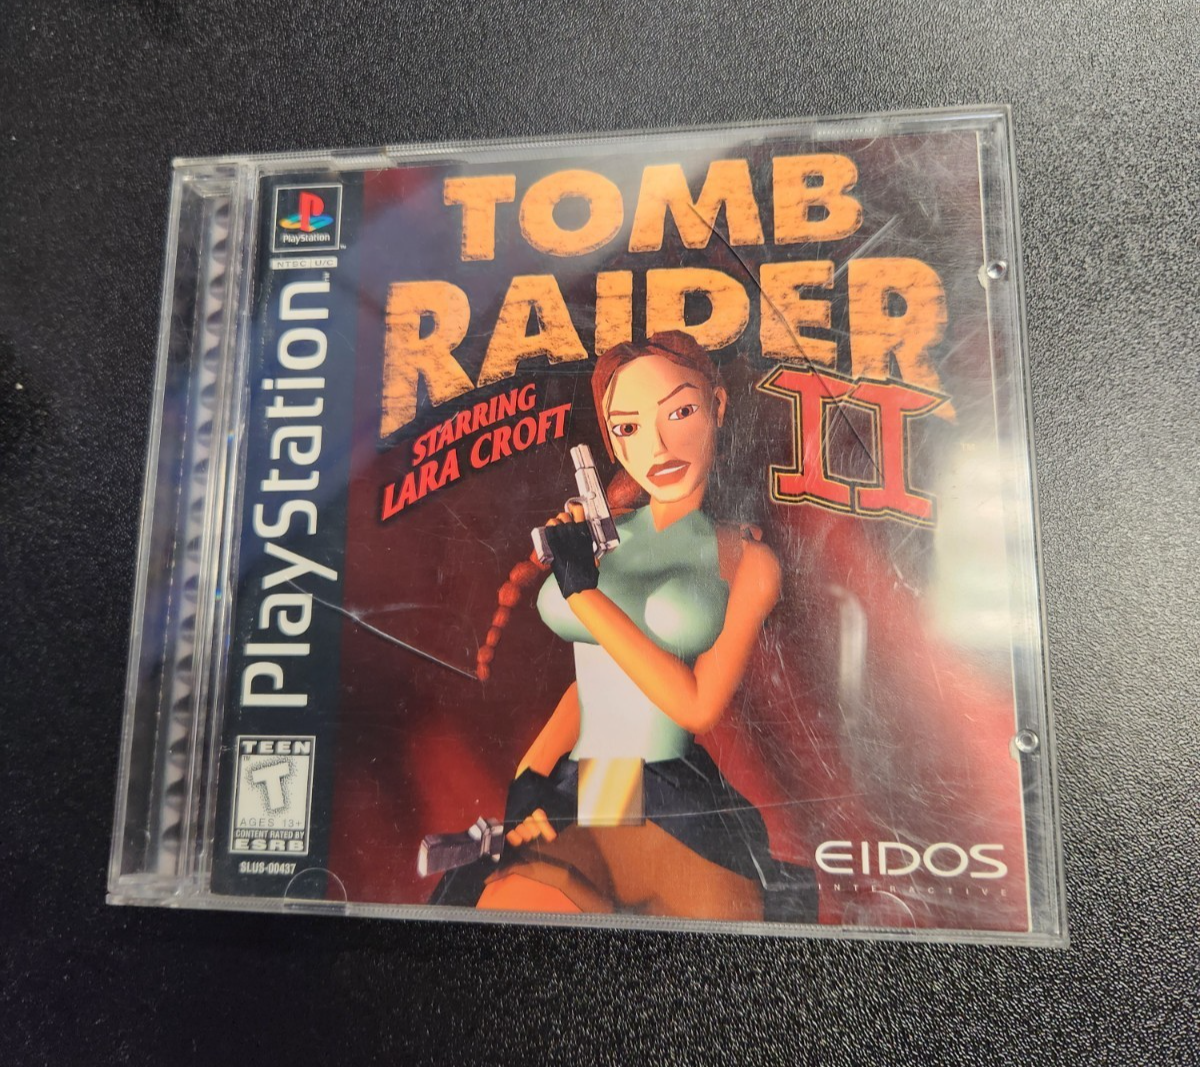 PlayStation
NTSC U/C
PlayStation
TOMB
RAIDER
II
STARRING
LARA CROFT
TEEN
T
AGES 13+
CONTENT RATED BY
ESRB
SLUS-00437
EIDOS
INTERACTIVE